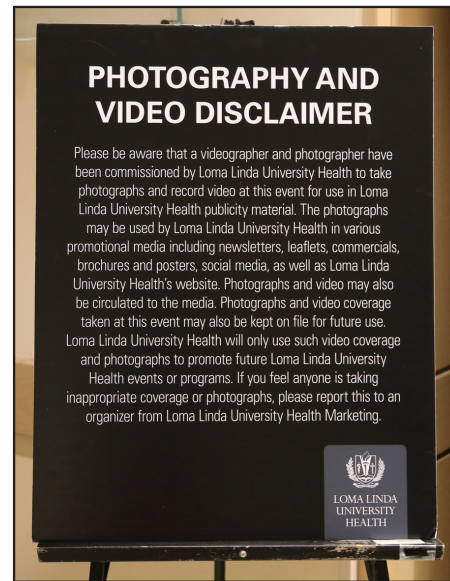 PHOTOGRAPHY AND
VIDEO DISCLAIMER
Please be aware that a videographer and photographer have
been commissioned by Loma Linda University Health to take
photographs and record video at this event for use in Loma
Linda University Health publicity material. The photographs
may be used by Loma Linda University Health in various
promotional media including newsletters, leaflets, commercials,
brochures and posters, social media, as well as Loma Linda
University Health's website. Photographs and video may also
be circulated to the media. Photographs and video coverage
taken at this event may also be kept on file for future use.
Loma Linda University Health will only use such video coverage
and photographs to promote future Loma Linda University
Health events or programs. If you feel anyone is taking
inappropriate coverage or photographs, please report this to an
organizer from Loma Linda University Health Marketing.
LOMA LINDA
UNIVERSITY
HEALTH